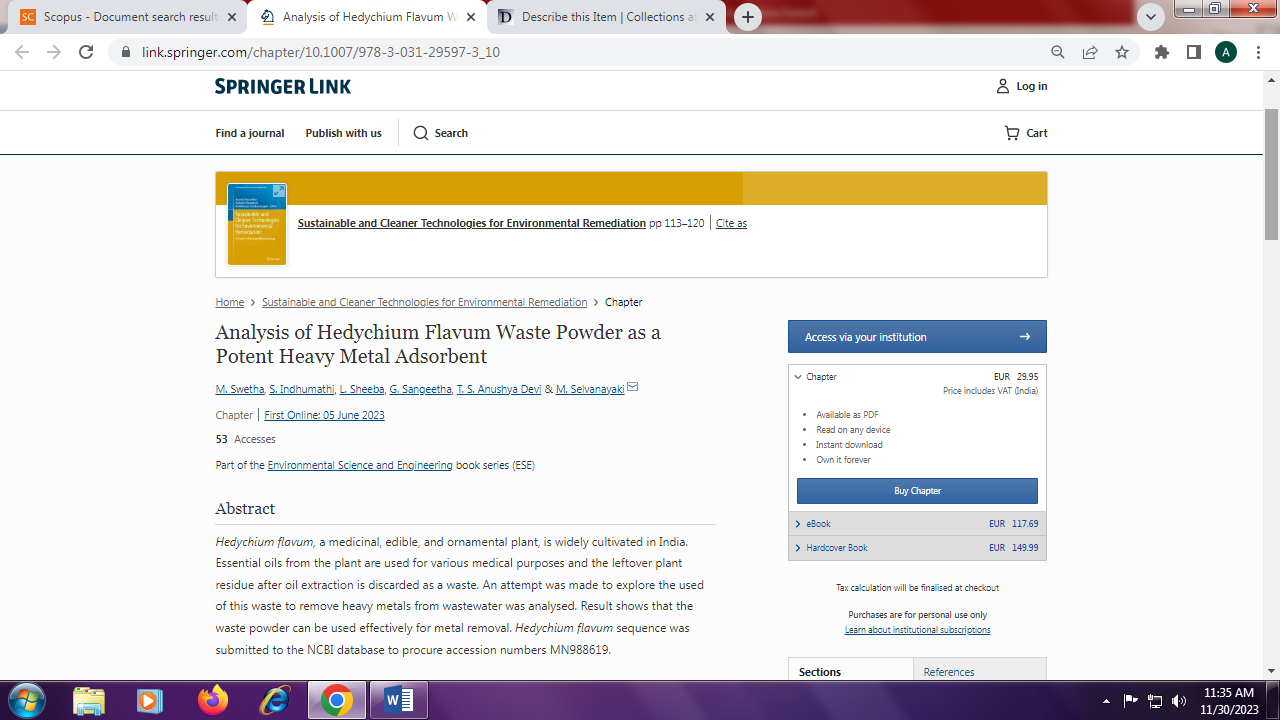 Scopus - Document search result
Analysis of Hedychium Flavum W
Describe this Item | Collections at
link.springer.com/chapter/10.1007/978-3-031-29597-3_10
A
SPRINGER LINK
Log in
Find a journal
Publish with us
Search
Cart
Sustainable and Cleaner Technologies for Environmental Remediation pp 113–120 | Cite as
Sustainable and
Cleaner Technologies
for Environmental
Remediation
Home > Sustainable and Cleaner Technologies for Environmental Remediation > Chapter
Analysis of Hedychium Flavum Waste Powder as a
Potent Heavy Metal Adsorbent
M. Swetha, S. Indhumathi, L. Sheeba, G. Sangeetha, T. S. Anushya Devi & M. Selvanayaki
Chapter | First Online: 05 June 2023
53 Accesses
Part of the Environmental Science and Engineering book series (ESE)
Abstract
Hedychium flavum, a medicinal, edible, and ornamental plant, is widely cultivated in India.
Essential oils from the plant are used for various medical purposes and the leftover plant
residue after oil extraction is discarded as a waste. An attempt was made to explore the used
of this waste to remove heavy metals from wastewater was analysed. Result shows that the
waste powder can be used effectively for metal removal. Hedychium flavum sequence was
submitted to the NCBI database to procure accession numbers MN988619.
Access via your institution →
Chapter EUR 29.95
Price includes VAT (India)
• Available as PDF
• Read on any device
• Instant download
• Own it forever
Buy Chapter
eBook EUR 117.69
Hardcover Book EUR 149.99
Tax calculation will be finalised at checkout
Purchases are for personal use only
Learn about institutional subscriptions
Sections
References
11:35 AM
11/30/2023